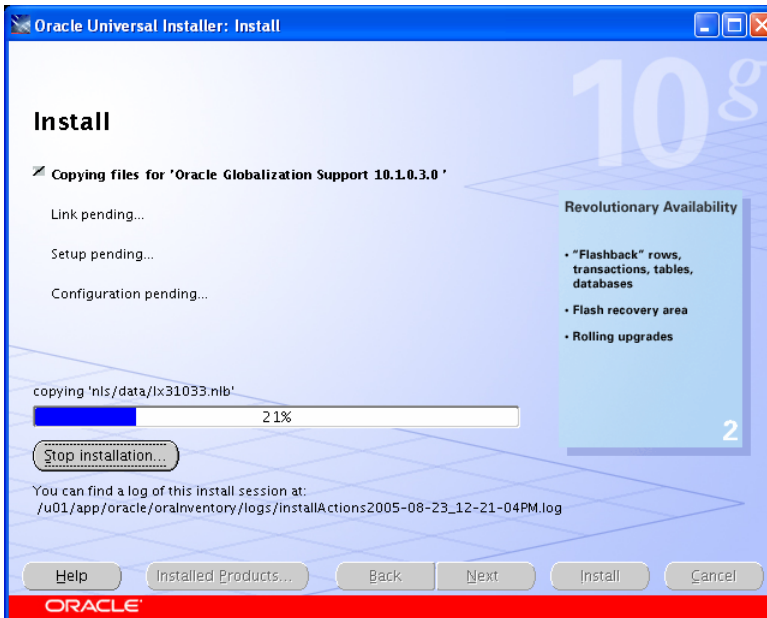 Oracle Universal Installer: Install
10g
Install
Copying files for 'Oracle Globalization Support 10.1.0.3.0 '
Link pending...
Setup pending...
Configuration pending...
Revolutionary Availability
• "Flashback" rows,
transactions, tables,
databases
• Flash recovery area
• Rolling upgrades
2
copying 'nls/data/lx31033.nlb'
21%
Stop installation...
You can find a log of this install session at:
/u01/app/oracle/oraInventory/logs/installActions2005-08-23_12-21-04PM.log
Help
Installed Products...
Back
Next
Install
Cancel
ORACLE